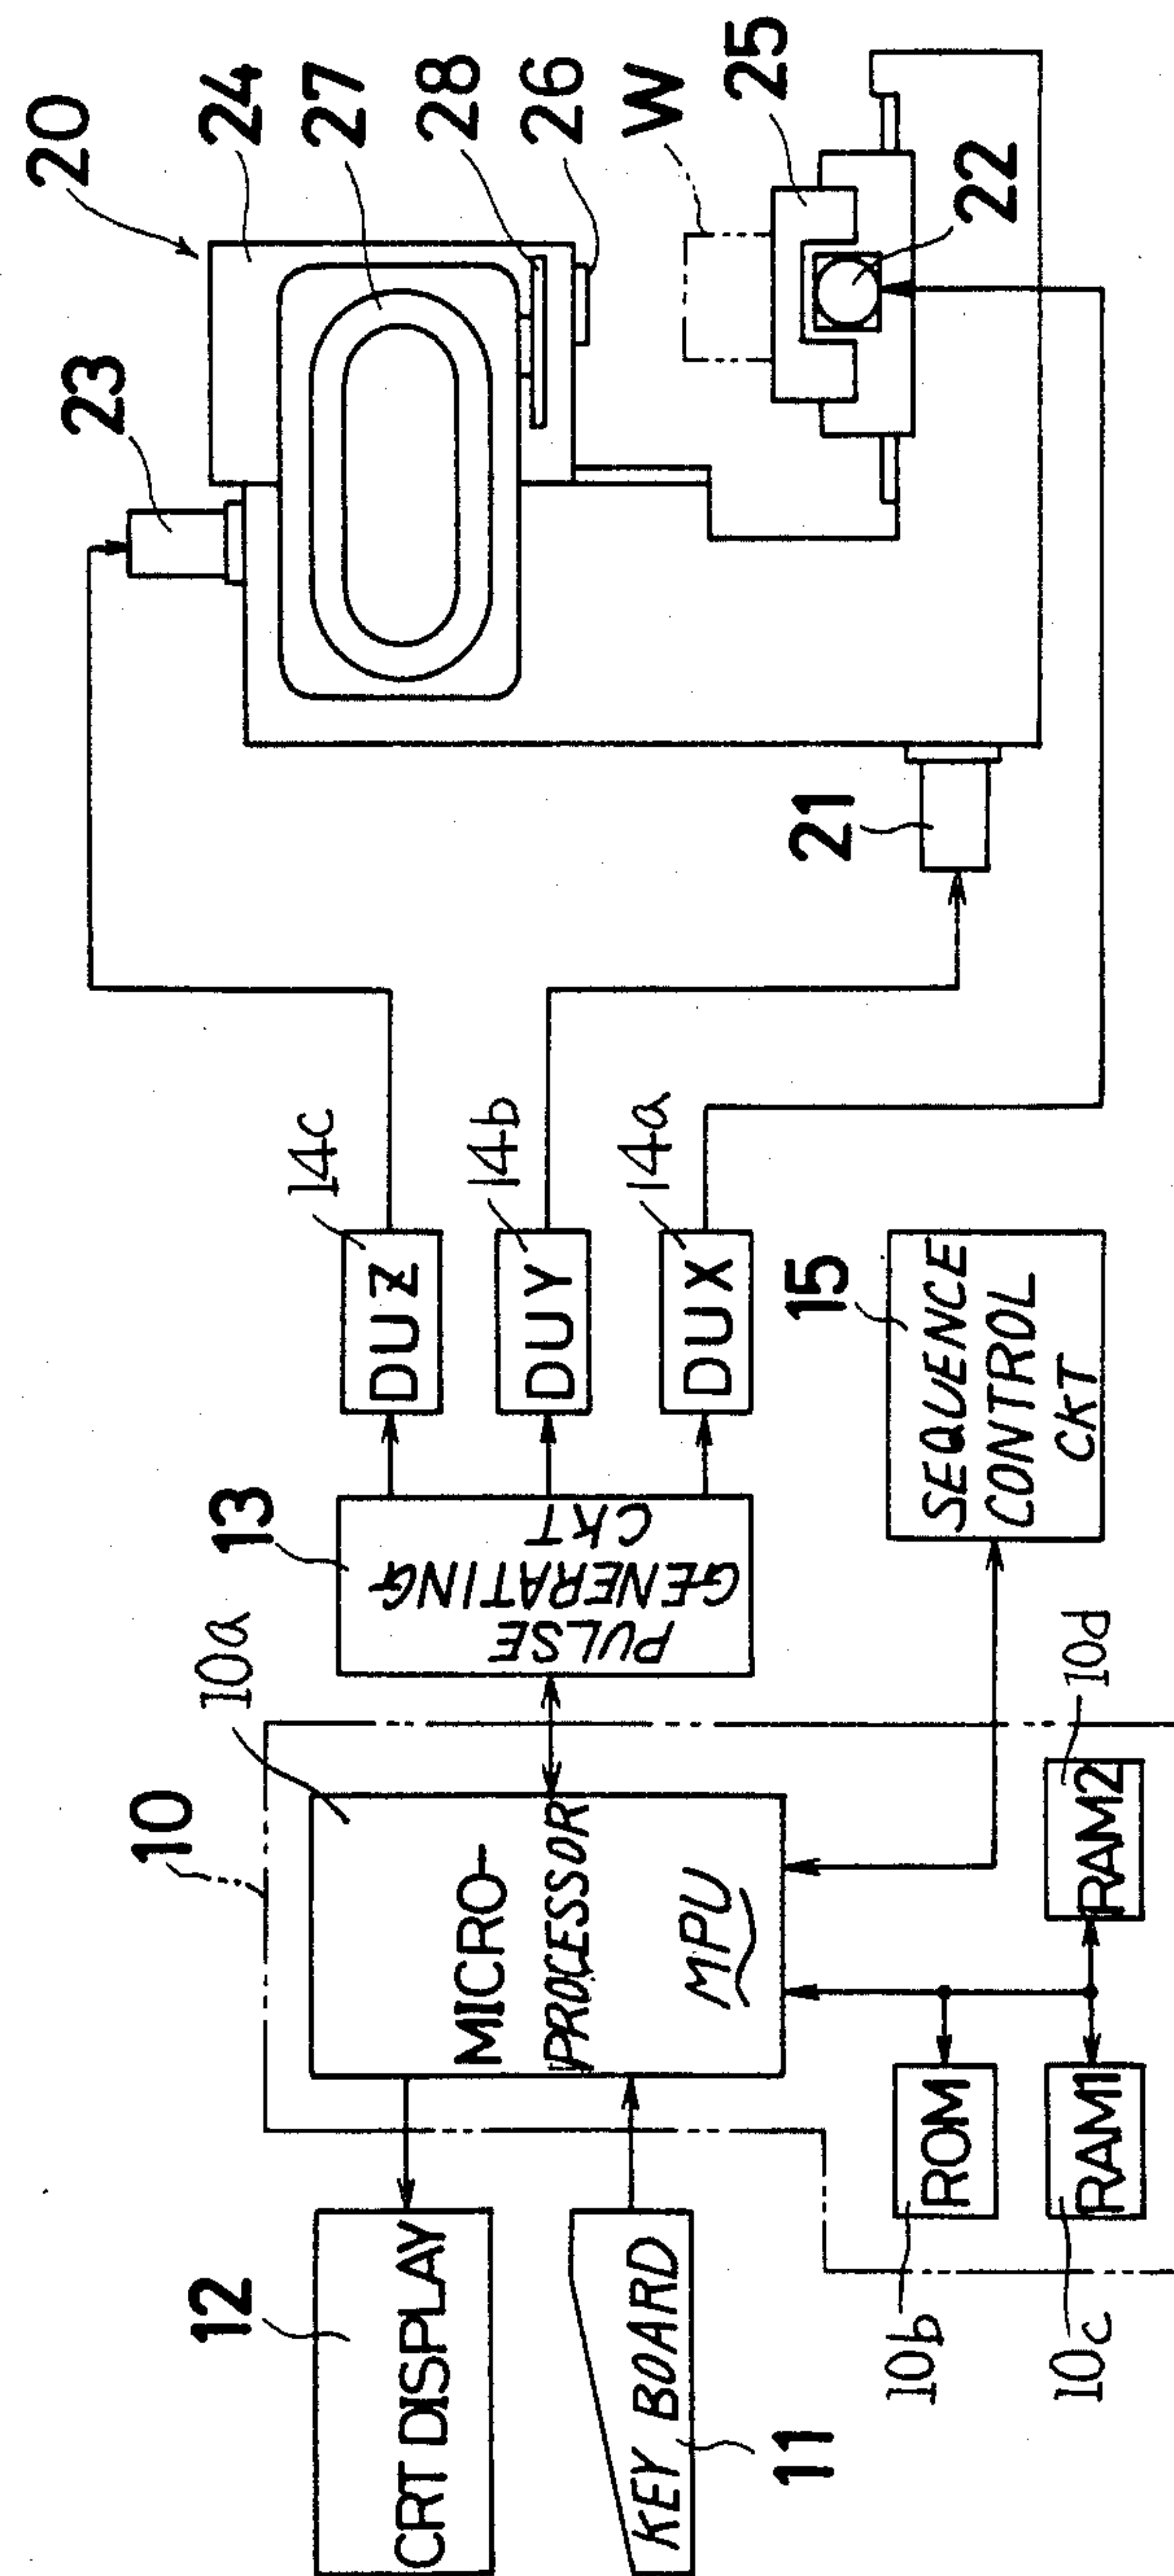 20
24
27
28
26
W
25
22
23
21
14c
DUZ
14b
DUY
14a
DUX
15
SEQUENCE
CONTROL
CKT
13
PULSE
GENERATING
CKT
10
10a
MICRO-
PROCESSOR
MPU
10d
RAM2
ROM
10b
RAM1
10c
12
CRT DISPLAY
KEY BOARD
11